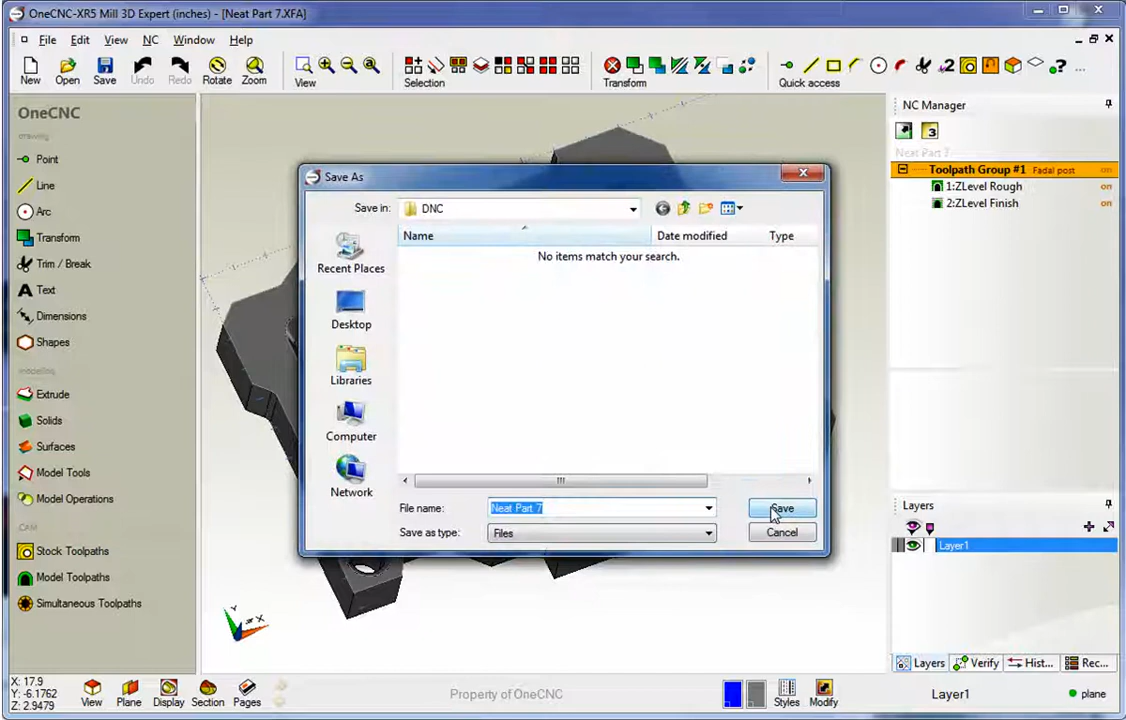 OneCNC-XR5 Mill 3D Expert (inches) - [Neat Part 7.XFA]
File Edit View NC Window Help
New Open Save Undo Redo Rotate Zoom View Selection Transform Quick access ...
OneCNC
drawing
Point
Line
Arc
Transform
Trim / Break
Text
Dimensions
Shapes
modelling
Extrude
Solids
Surfaces
Model Tools
Model Operations
CAM
Stock Toolpaths
Model Toolpaths
Simultaneous Toolpaths
Save As
Save in: DNC
Name Date modified Type
No items match your search.
Recent Places
Desktop
Libraries
Computer
Network
File name: Neat Part 7 Save
Save as type: Files Cancel
NC Manager
3
Neat Part 7
Toolpath Group #1 Fadal post on
1:ZLevel Rough on
2:ZLevel Finish on
Layers
Layer1
Layers Verify Hist... Rec...
Y X
X: 17.9
Y: -6.1762
Z: 2.9479
View Plane Display Section Pages
Property of OneCNC
Styles Modify
Layer1
plane